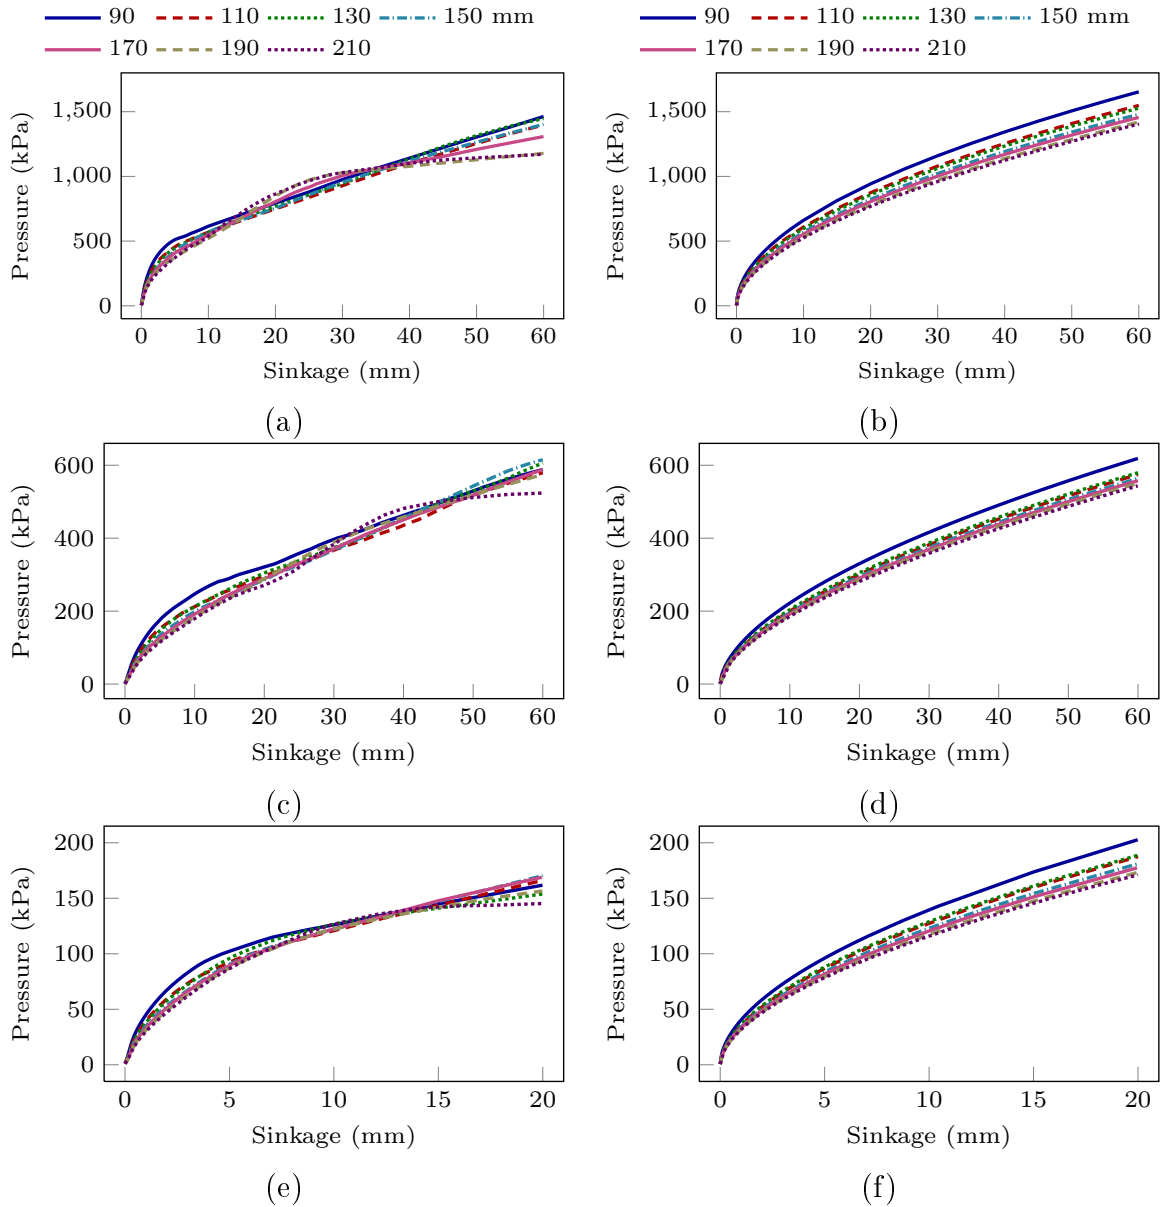 90 110 130 150 mm
170 190 210
90 110 130 150 mm
170 190 210
Pressure (kPa)
1,500
1,000
500
0
0 10 20 30 40 50 60
Sinkage (mm)
(a)
Pressure (kPa)
1,500
1,000
500
0
0 10 20 30 40 50 60
Sinkage (mm)
(b)
Pressure (kPa)
600
400
200
0
0 10 20 30 40 50 60
Sinkage (mm)
(c)
Pressure (kPa)
600
400
200
0
0 10 20 30 40 50 60
Sinkage (mm)
(d)
Pressure (kPa)
200
150
100
50
0
0 5 10 15 20
Sinkage (mm)
(e)
Pressure (kPa)
200
150
100
50
0
0 5 10 15 20
Sinkage (mm)
(f)